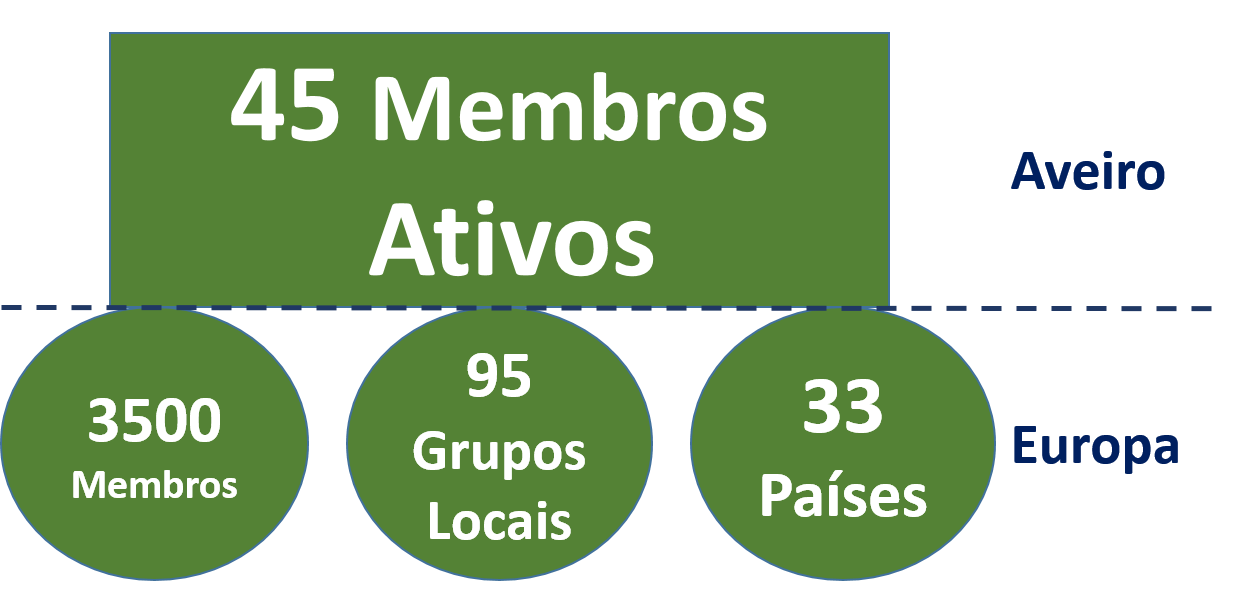 45 Membros
Ativos
Aveiro
3500
Membros
95
Grupos
Locais
33
Países
Europa